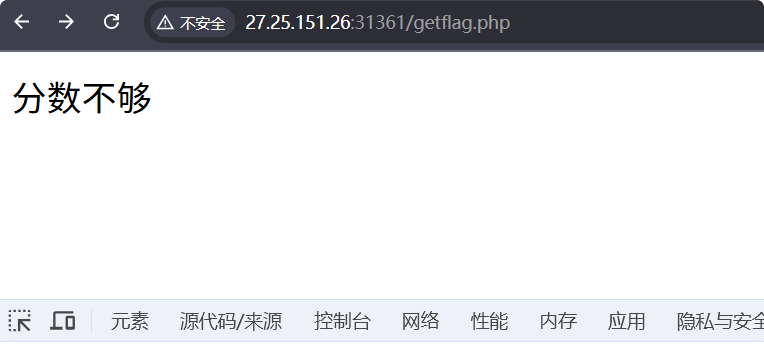 不安全 27.25.151.26:31361/getflag.php
分数不够
元素 源代码/来源 控制台 网络 性能 内存 应用 隐私与安全